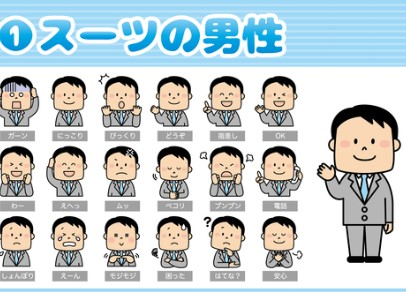 ❶スーツの男性
ガーン
にっこり
びっくり
どうぞ
指差し
OK
わー
えへっ
ムッ
ペコリ
プンプン
電話
しょんぼり
えーん
モジモジ
困った
はてな?
安心